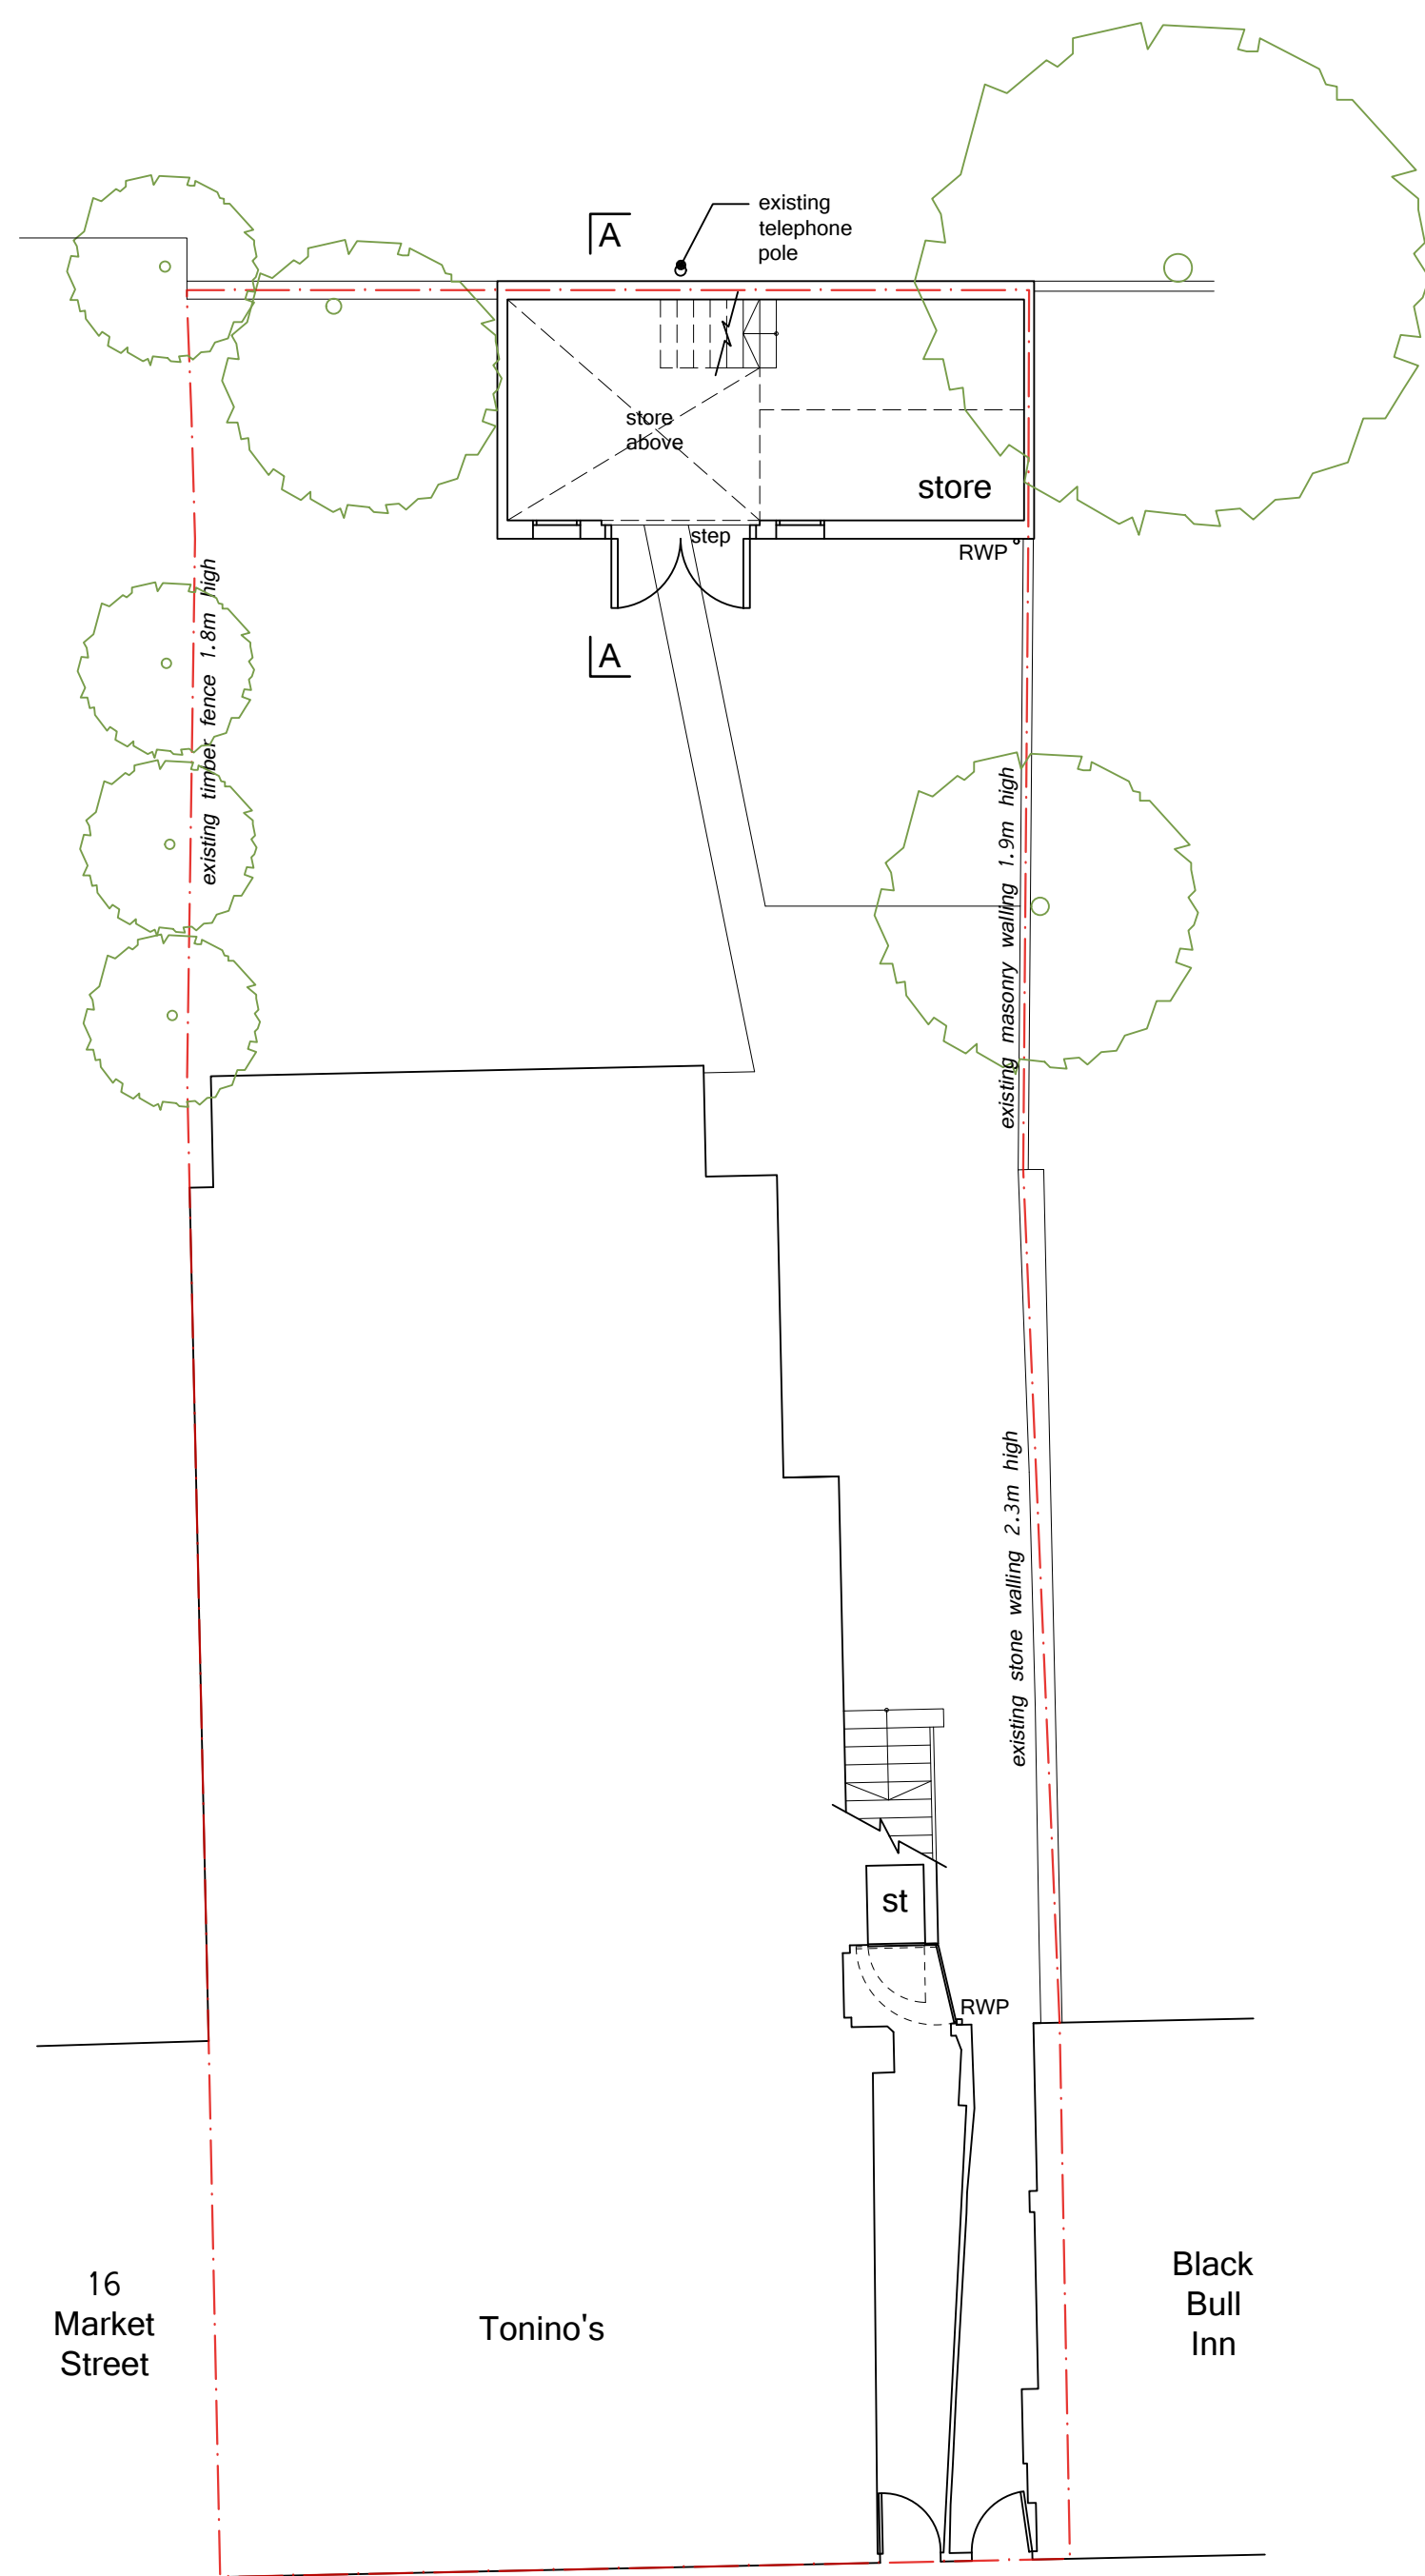 existing
telephone
pole
A
store
above
store
step
RWP
A
existing timber fence 1.8m high
existing masonry walling 1.9m high
existing stone walling 2.3m high
st
RWP
16
Market
Street
Tonino's
Black
Bull
Inn